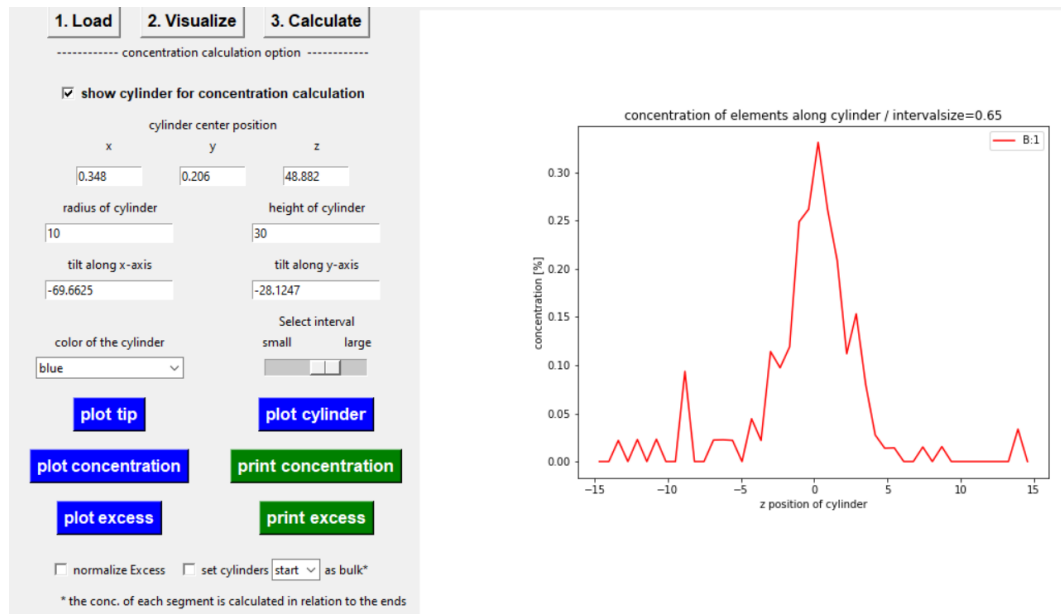 1. Load 2. Visualize 3. Calculate
------------ concentration calculation option ------------
show cylinder for concentration calculation
cylinder center position
x y z
0.348 0.206 48.882
radius of cylinder height of cylinder
10 30
tilt along x-axis tilt along y-axis
-69.6625 -28.1247
Select interval
color of the cylinder small large
blue
plot tip plot cylinder
plot concentration print concentration
plot excess print excess
normalize Excess set cylinders start as bulk*
* the conc. of each segment is calculated in relation to the ends
concentration of elements along cylinder / intervalsize=0.65
B:1
concentration [%]
0.30
0.25
0.20
0.15
0.10
0.05
0.00
−15 −10 −5 0 5 10 15
z position of cylinder